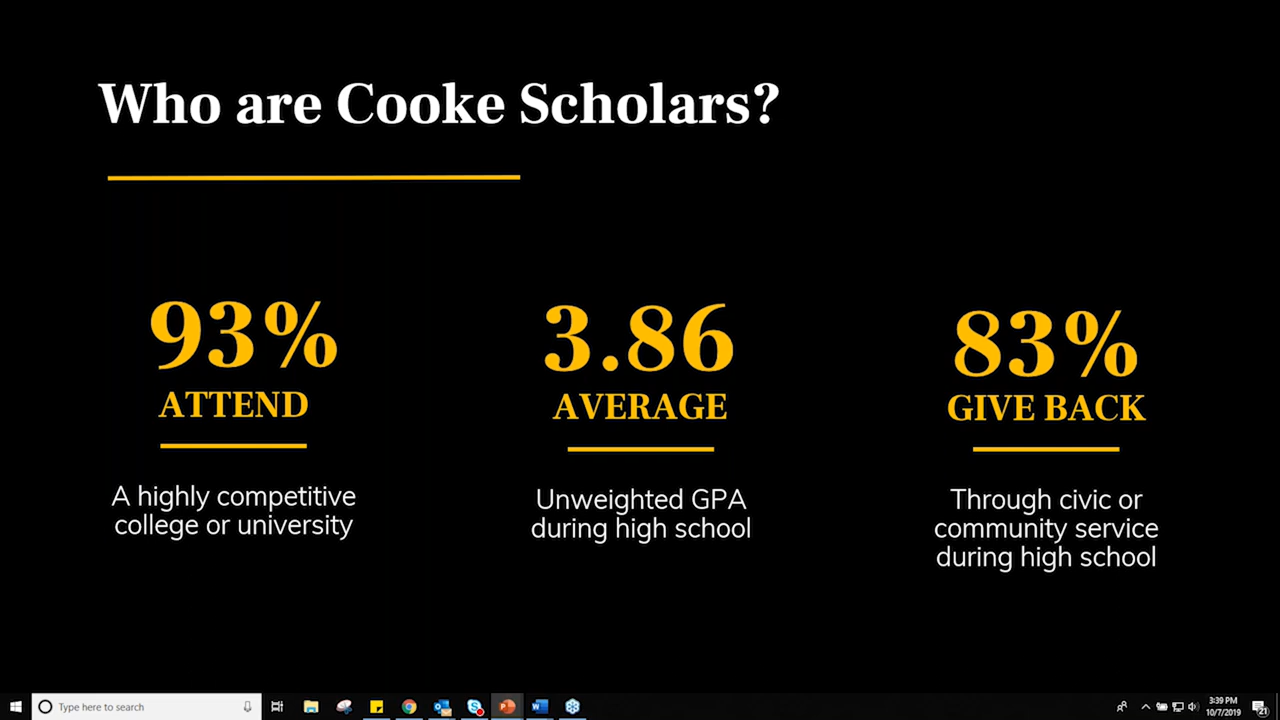 Who are Cooke Scholars?
93%
ATTEND
A highly competitive
college or university
3.86
AVERAGE
Unweighted GPA
during high school
83%
GIVE BACK
Through civic or
community service
during high school
Type here to search
3:39 PM
10/7/2019
21